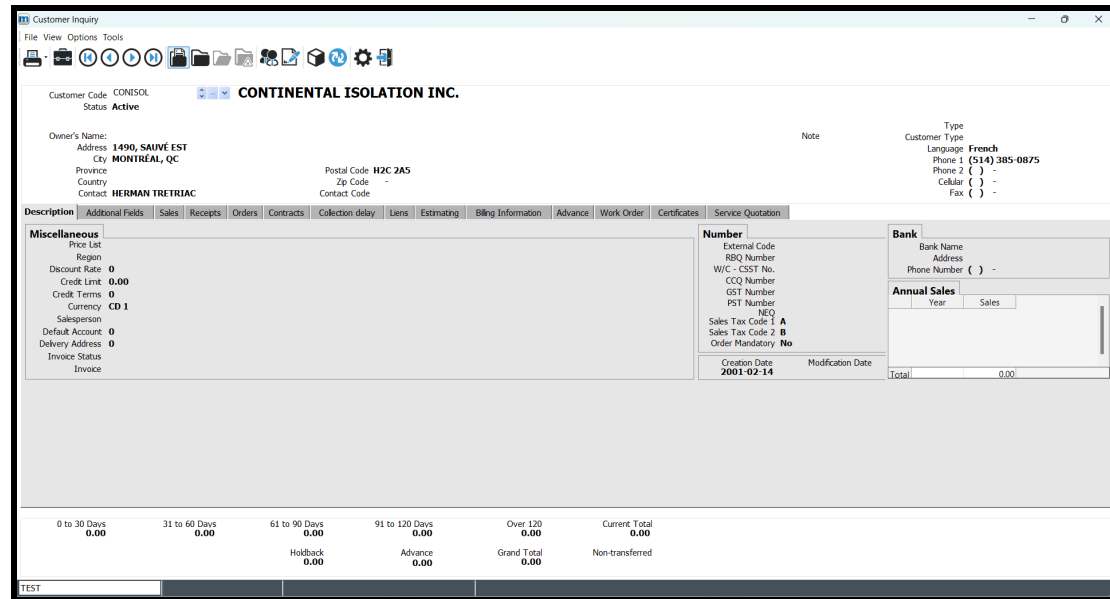 m Customer Inquiry
File View Options Tools
Customer Code CONISOL ... CONTINENTAL ISOLATION INC.
Status Active
Type
Owner's Name: Note Customer Type
Address 1490, SAUVÉ EST Language French
City MONTRÉAL, QC Phone 1 (514) 385-0875
Province Postal Code H2C 2A5 Phone 2 ( ) -
Country Zip Code - Cellular ( ) -
Contact HERMAN TRETRIAC Contact Code Fax ( ) -
Description Additional Fields Sales Receipts Orders Contracts Collection delay Liens Estimating Biling Information Advance Work Order Certificates Service Quotation
Miscellaneous
Price List
Region
Discount Rate 0
Credit Limit 0.00
Credit Terms 0
Currency CD 1
Salesperson
Default Account 0
Delivery Address 0
Invoice Status
Invoice
Number
External Code
RBQ Number
W/C - CSST No.
CCQ Number
GST Number
PST Number
NEQ
Sales Tax Code 1 A
Sales Tax Code 2 B
Order Mandatory No
Creation Date Modification Date
2001-02-14
Bank
Bank Name
Address
Phone Number ( ) -
Annual Sales
Year Sales
Total 0.00
0 to 30 Days 31 to 60 Days 61 to 90 Days 91 to 120 Days Over 120 Current Total
0.00 0.00 0.00 0.00 0.00 0.00
Holdback Advance Grand Total Non-transferred
0.00 0.00 0.00
TEST